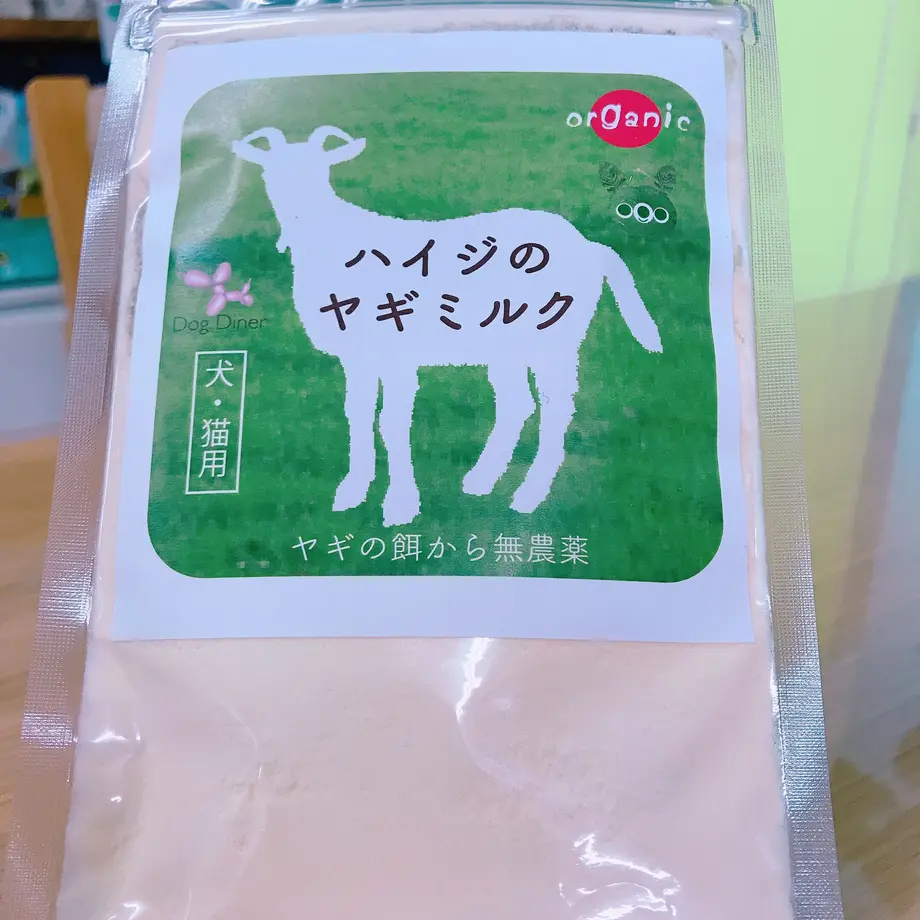 organic
ハイジの
ヤギミルク
Dog Diner
犬・猫用
ヤギの餌から無農薬